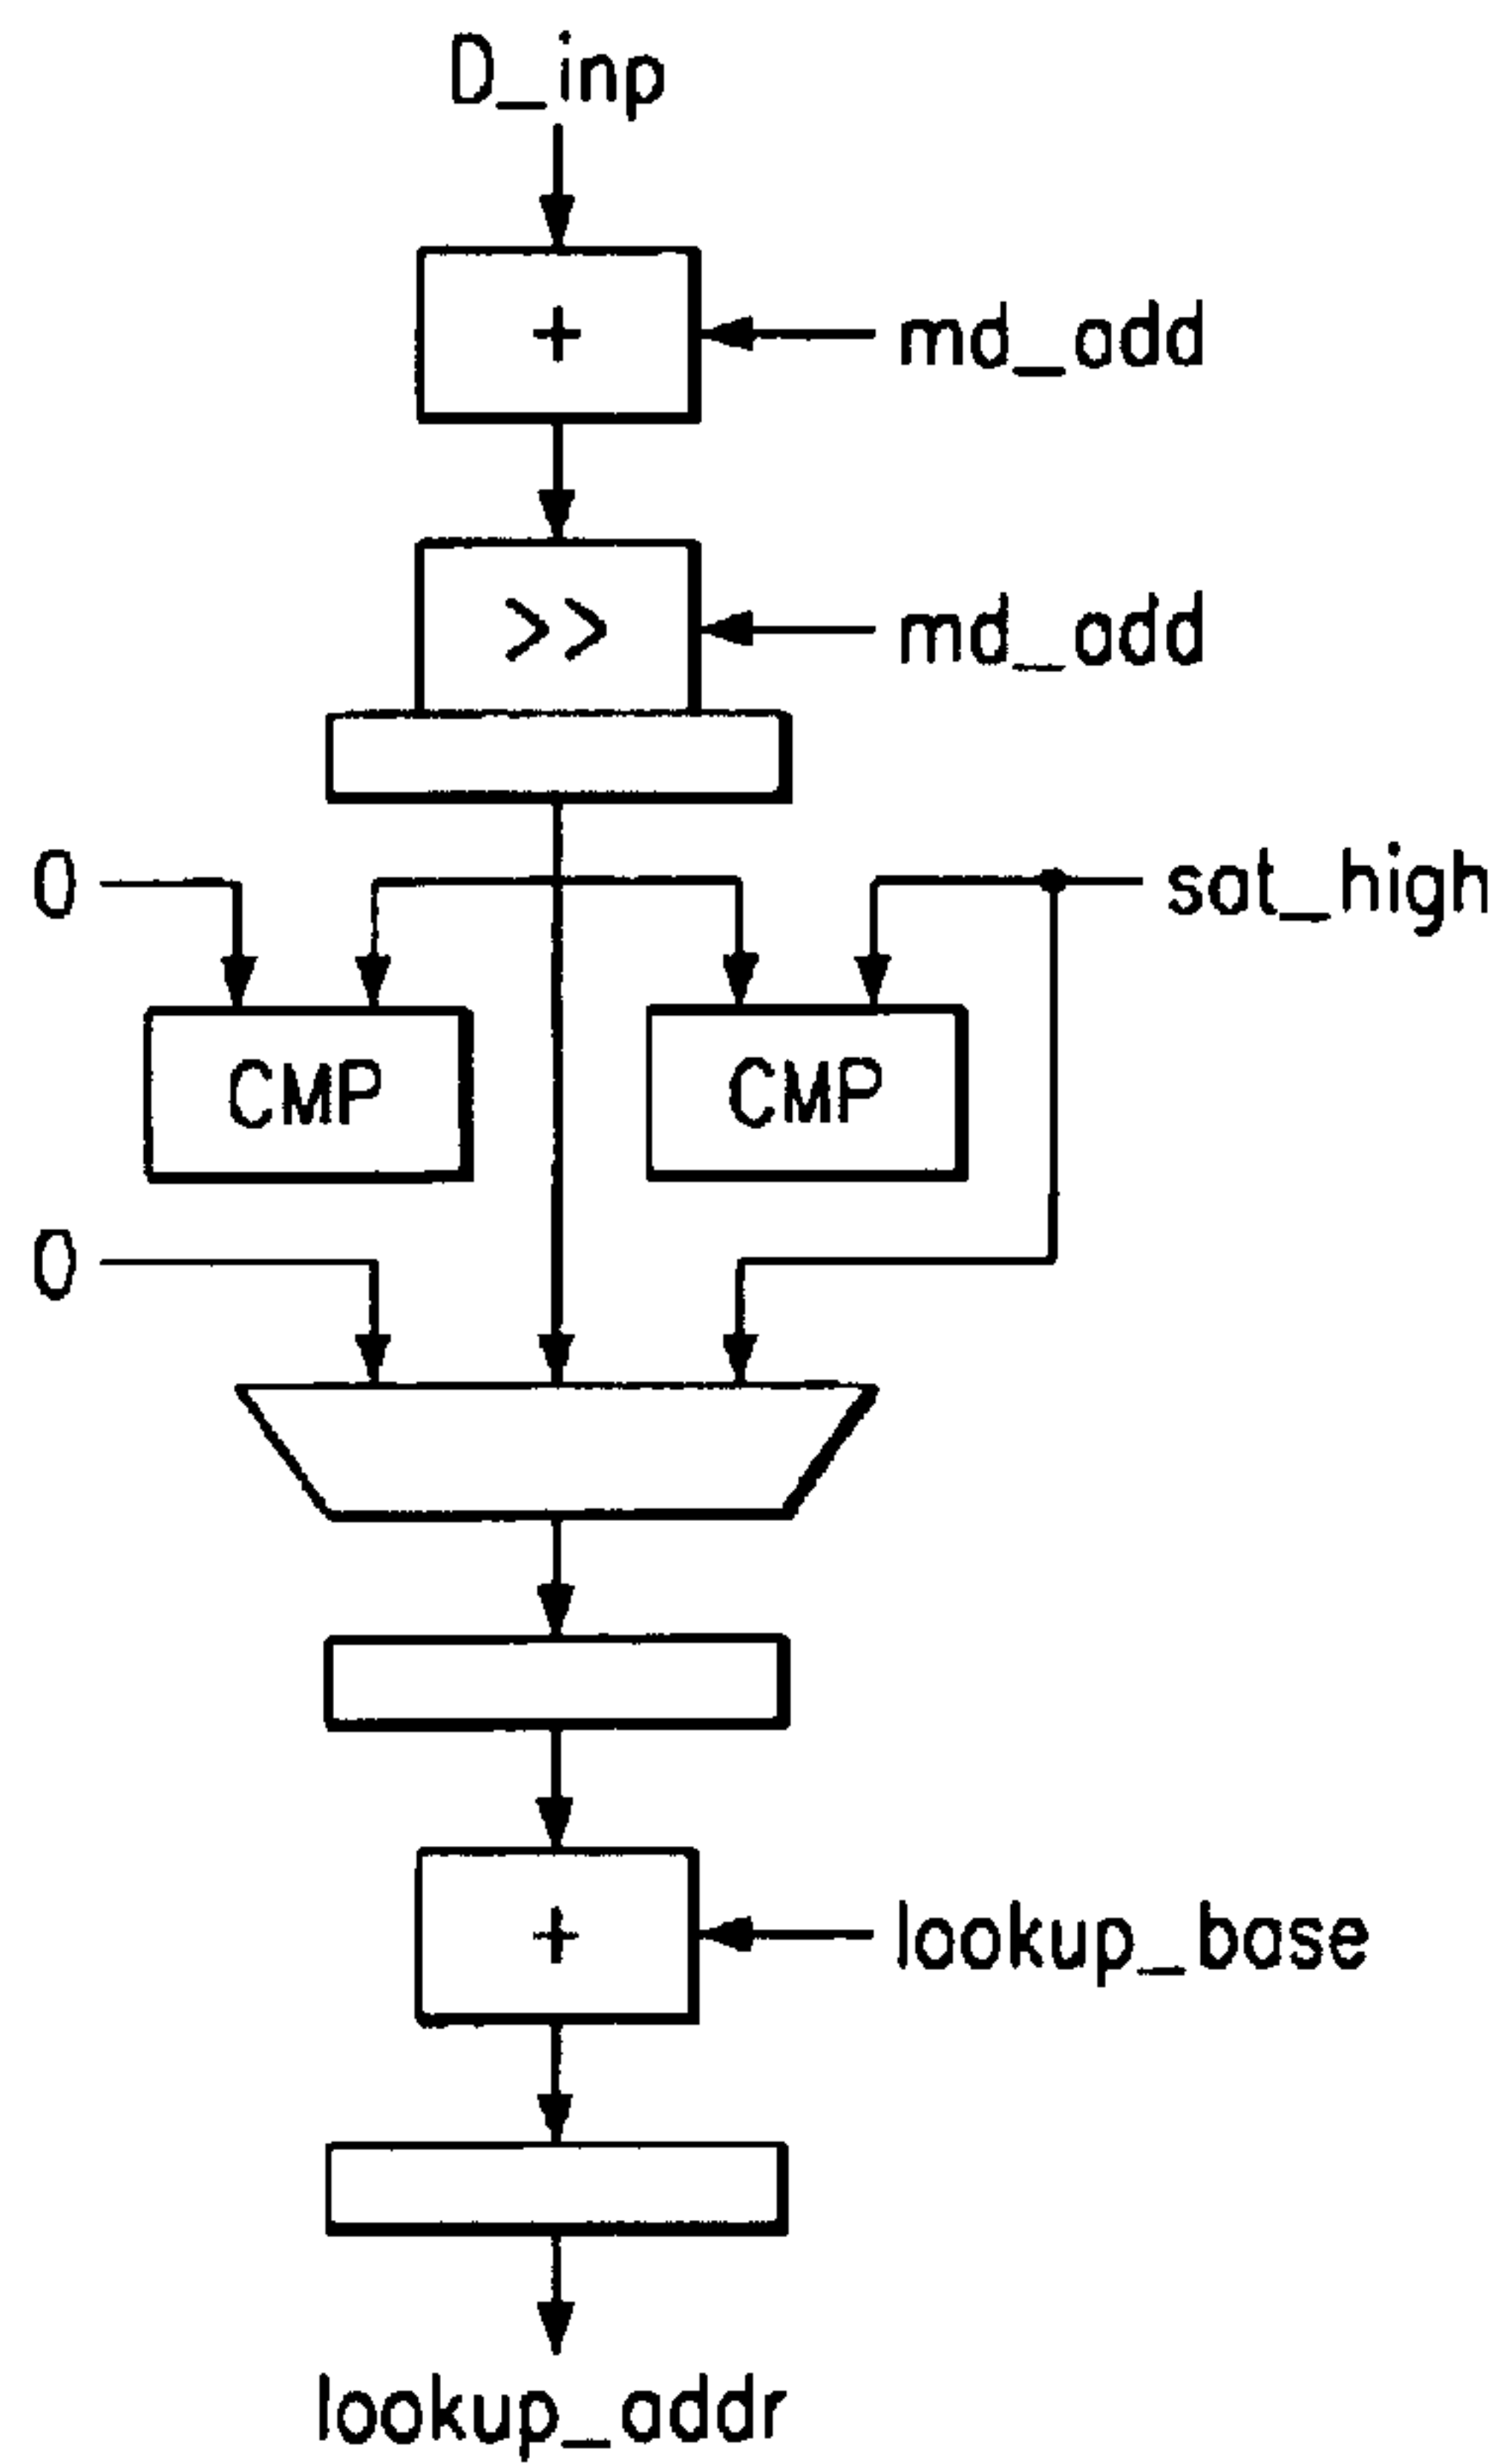 D_inp
+
md_add
>>
md_add
0
sat_high
CMP
CMP
0
+
lookup_base
lookup_addr